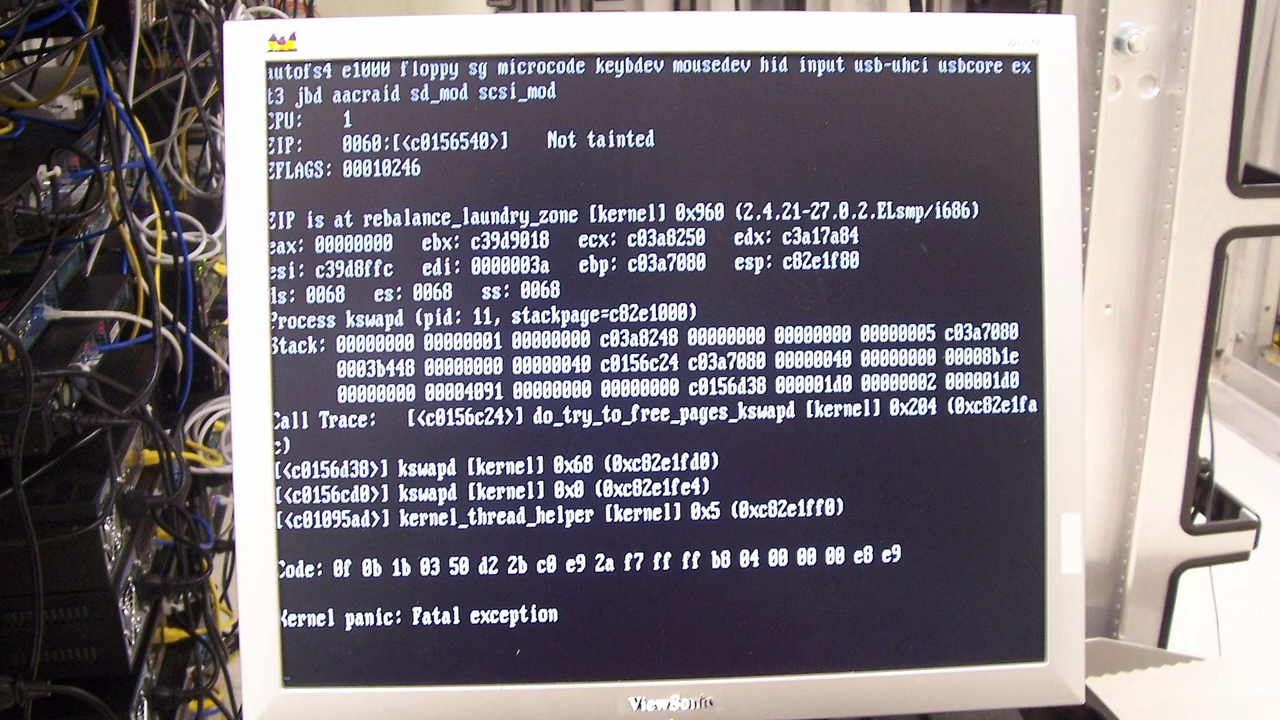 autofs4 e1000 floppy sg microcode keybdev mousedev hid input usb-uhci usbcore ex
t3 jbd aacraid sd_mod scsi_mod
CPU:    1
EIP:    0060:[<c0156540>]    Not tainted
EFLAGS: 00010246
EIP is at rebalance_laundry_zone [kernel] 0x960 (2.4.21-27.0.2.ELsmp/i686)
eax: 00000000   ebx: c39d9018   ecx: c03a8250   edx: c3a17a84
esi: c39d8ffc   edi: 0000003a   ebp: c03a7080   esp: c82e1f80
ds: 0068   es: 0068   ss: 0068
Process kswapd (pid: 11, stackpage=c82e1000)
Stack: 00000000 00000001 00000000 c03a8248 00000000 00000000 00000005 c03a7080
0003b448 00000000 00000040 c0156c24 c03a7080 00000040 00000000 00008b1e
00000000 00004091 00000000 00000000 c0156d38 000001d0 00000002 000001d0
Call Trace:   [<c0156c24>] do_try_to_free_pages_kswapd [kernel] 0x204 (0xc82e1fa
c)
[<c0156d38>] kswapd [kernel] 0x68 (0xc82e1fd0)
[<c0156cd0>] kswapd [kernel] 0x0 (0xc82e1fe4)
[<c01095ad>] kernel_thread_helper [kernel] 0x5 (0xc82e1ff0)
Code: 0f 0b 1b 03 50 d2 2b c0 e9 2a f7 ff ff b8 04 00 00 00 e8 e9
Kernel panic: Fatal exception
ViewSonic